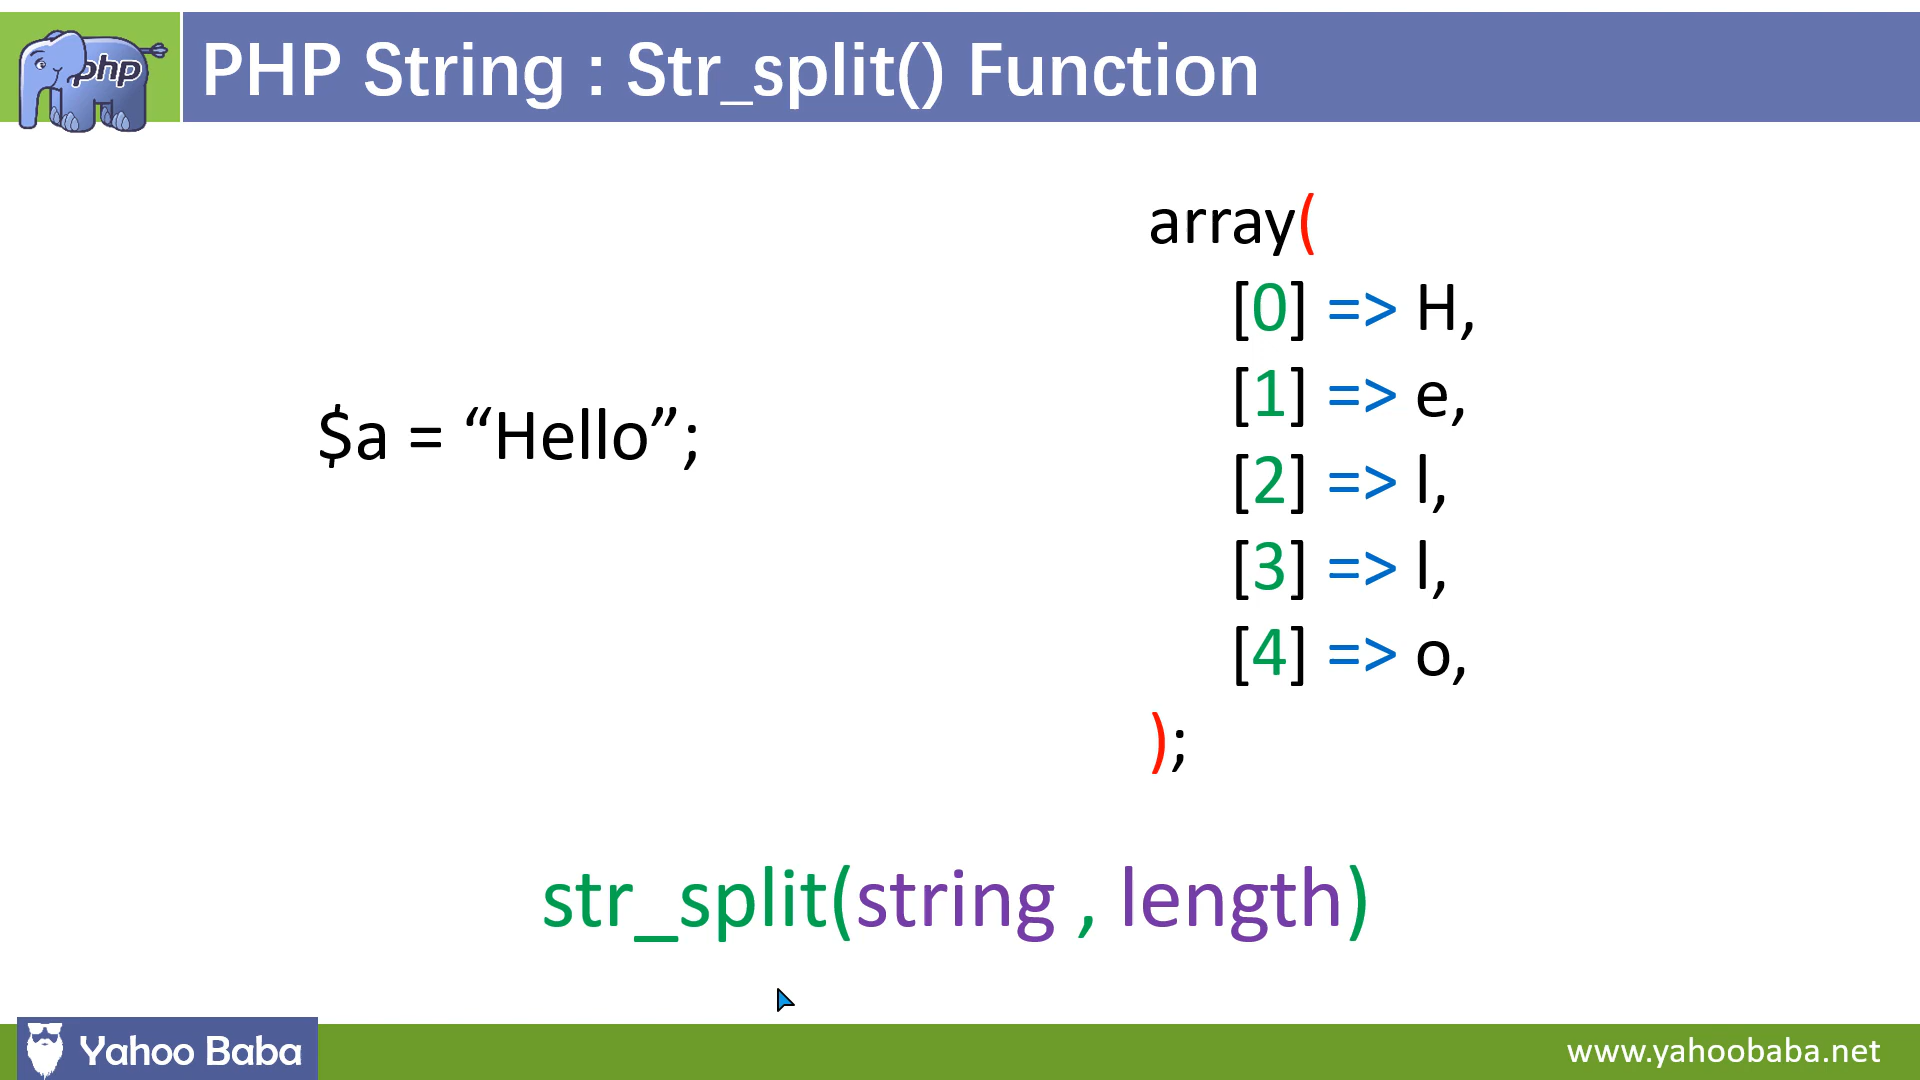 php
PHP String : Str_split() Function
$a = “Hello”;
array(
[0] => H,
[1] => e,
[2] => l,
[3] => l,
[4] => o,
);
str_split(string , length)
Yahoo Baba
www.yahoobaba.net